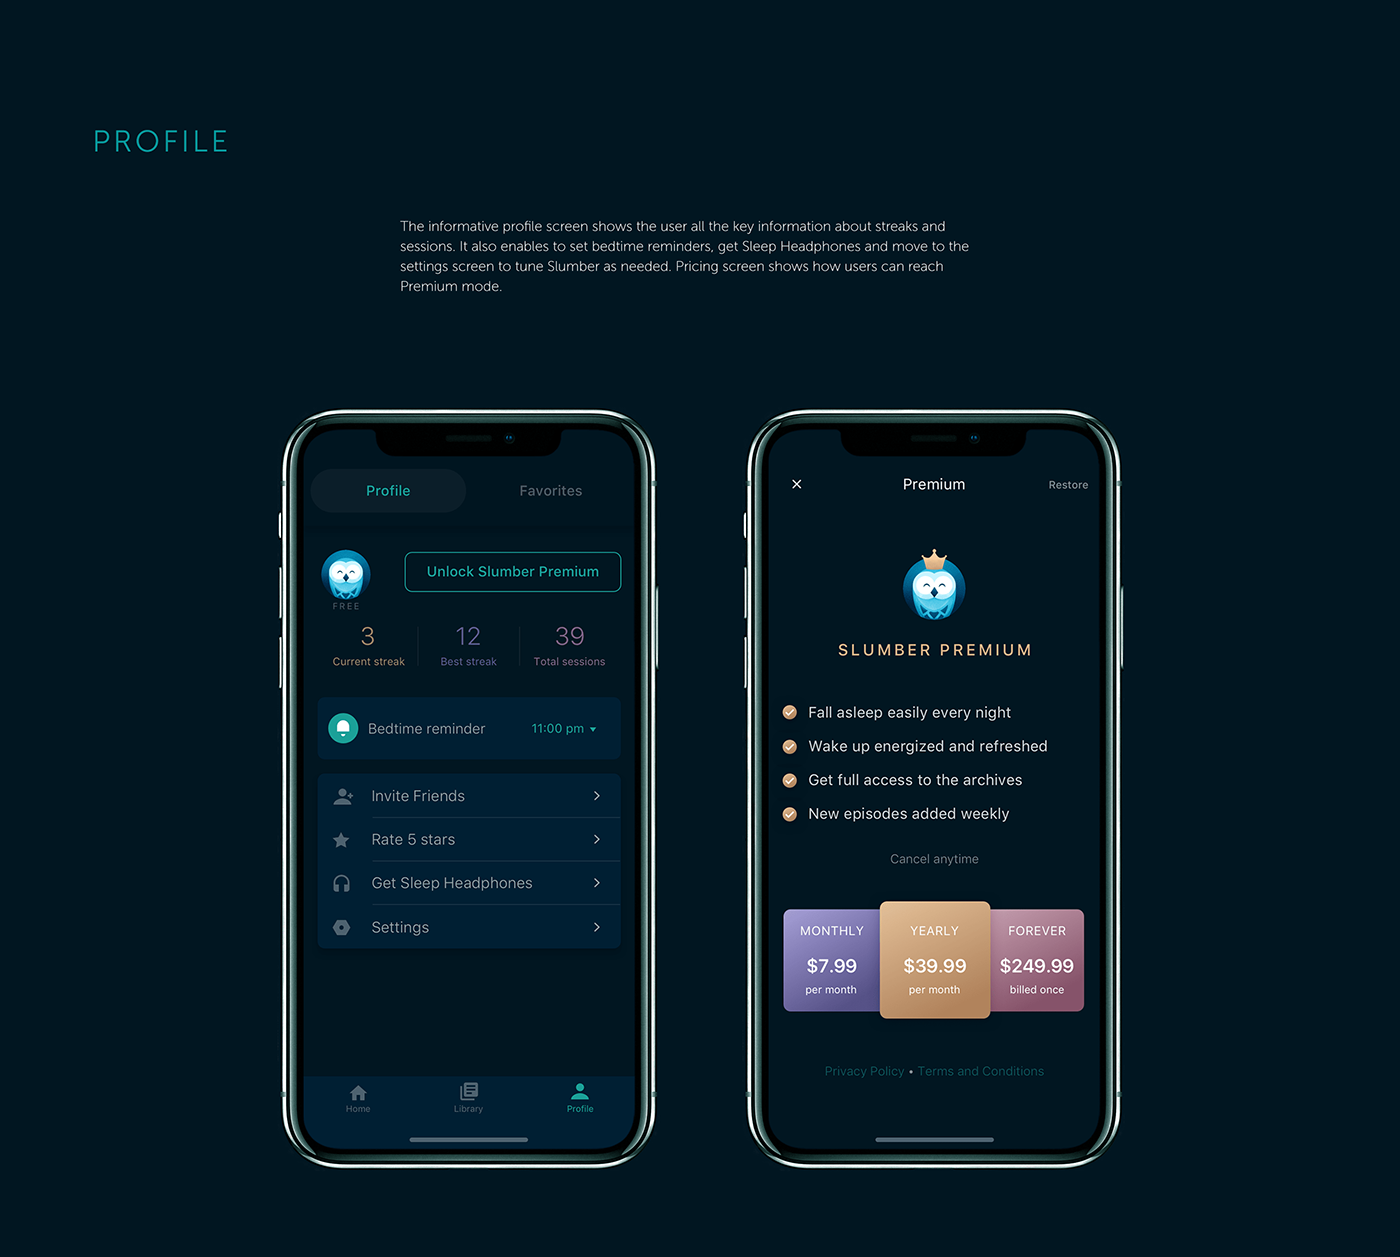 PROFILE
The informative profile screen shows the user all the key information about streaks and
sessions. It also enables to set bedtime reminders, get Sleep Headphones and move to the
settings screen to tune Slumber as needed. Pricing screen shows how users can reach
Premium mode.
Profile
Favorites
FREE
Unlock Slumber Premium
3
Current streak
12
Best streak
39
Total sessions
Bedtime reminder
11:00 pm
Invite Friends
Rate 5 stars
Get Sleep Headphones
Settings
Home
Library
Profile
Premium
Restore
SLUMBER PREMIUM
Fall asleep easily every night
Wake up energized and refreshed
Get full access to the archives
New episodes added weekly
Cancel anytime
MONTHLY
$7.99
per month
YEARLY
$39.99
per month
FOREVER
$249.99
billed once
Privacy Policy • Terms and Conditions